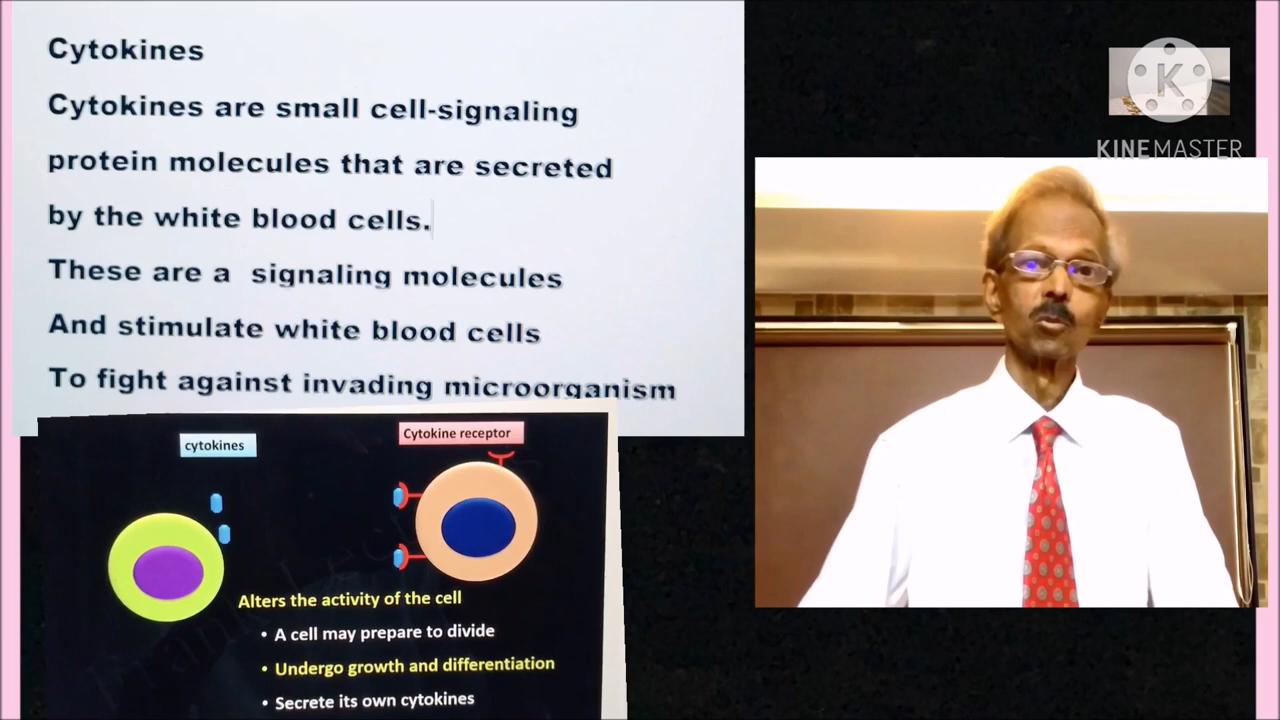 Cytokines
Cytokines are small cell-signaling
protein molecules that are secreted
by the white blood cells.
These are a signaling molecules
And stimulate white blood cells
To fight against invading microorganism
cytokines
Cytokine receptor
Alters the activity of the cell
• A cell may prepare to divide
• Undergo growth and differentiation
• Secrete its own cytokines
K
KINEMASTER